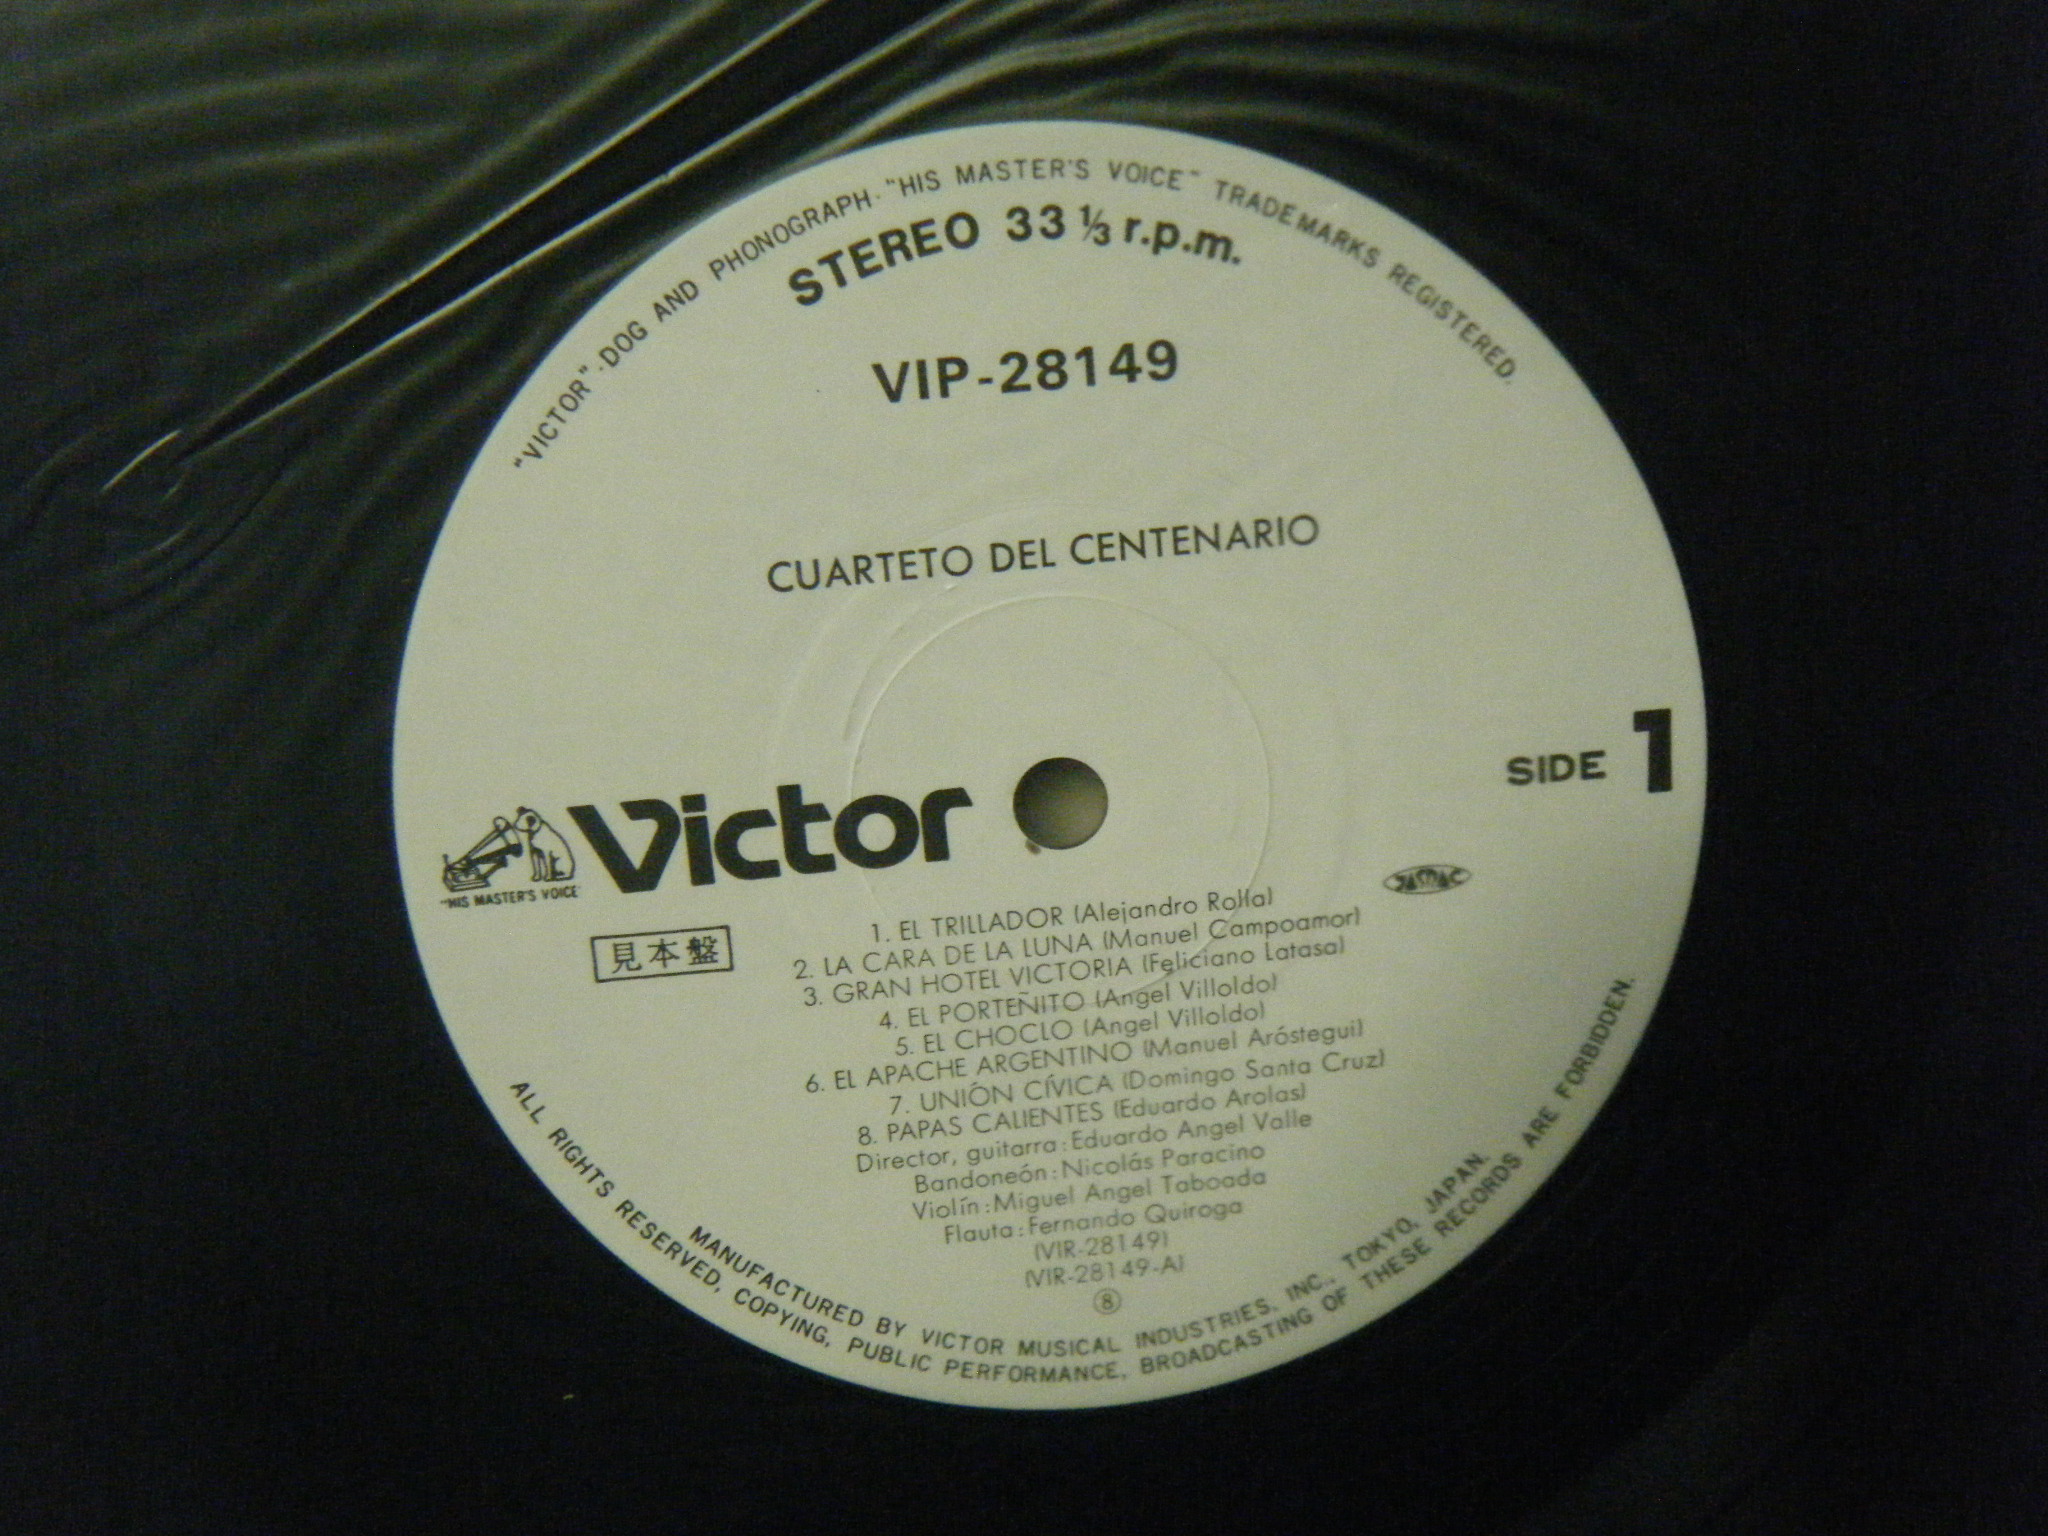 "VICTOR"·DOG AND PHONOGRAPH·"HIS MASTER'S VOICE" TRADEMARKS REGISTERED.
STEREO 33⅓ r.p.m.
VIP-28149
CUARTETO DEL CENTENARIO
SIDE 1
Victor
"HIS MASTER'S VOICE"
JASRAC
見本盤
1. EL TRILLADOR (Alejandro Rolla)
2. LA CARA DE LA LUNA (Manuel Campoamor)
3. GRAN HOTEL VICTORIA (Feliciano Latasa)
4. EL PORTEÑITO (Angel Villoldo)
5. EL CHOCLO (Angel Villoldo)
6. EL APACHE ARGENTINO (Manuel Aróstegui)
7. UNIÓN CÍVICA (Domingo Santa Cruz)
8. PAPAS CALIENTES (Eduardo Arolas)
Director, guitarra: Eduardo Angel Valle
Bandoneón: Nicolás Paracino
Violín: Miguel Angel Taboada
Flauta: Fernando Quiroga
(VIR-28149)
(VIR-28149-A)
⑧
MANUFACTURED BY VICTOR MUSICAL INDUSTRIES, INC., TOKYO, JAPAN.
ALL RIGHTS RESERVED, COPYING, PUBLIC PERFORMANCE, BROADCASTING OF THESE RECORDS ARE FORBIDDEN.